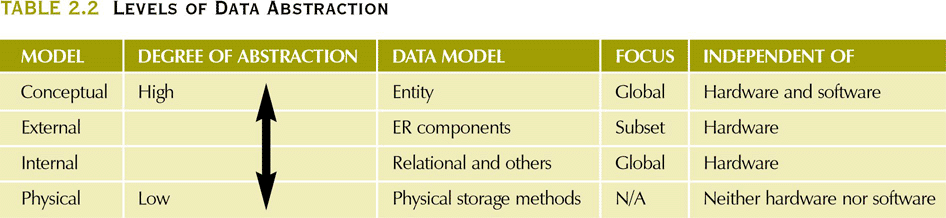 TABLE 2.2 LEVELS OF DATA ABSTRACTION
MODEL DEGREE OF ABSTRACTION DATA MODEL FOCUS INDEPENDENT OF
Conceptual High Entity Global Hardware and software
External ER components Subset Hardware
Internal Relational and others Global Hardware
Physical Low Physical storage methods N/A Neither hardware nor software